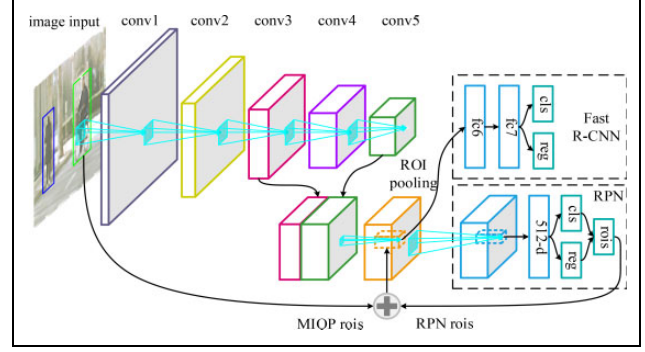 image input conv1 conv2 conv3 conv4 conv5
fc6
fc7
cls
reg
Fast
R-CNN
ROI
pooling
RPN
512-d
cls
reg
rois
MIOP rois
RPN rois